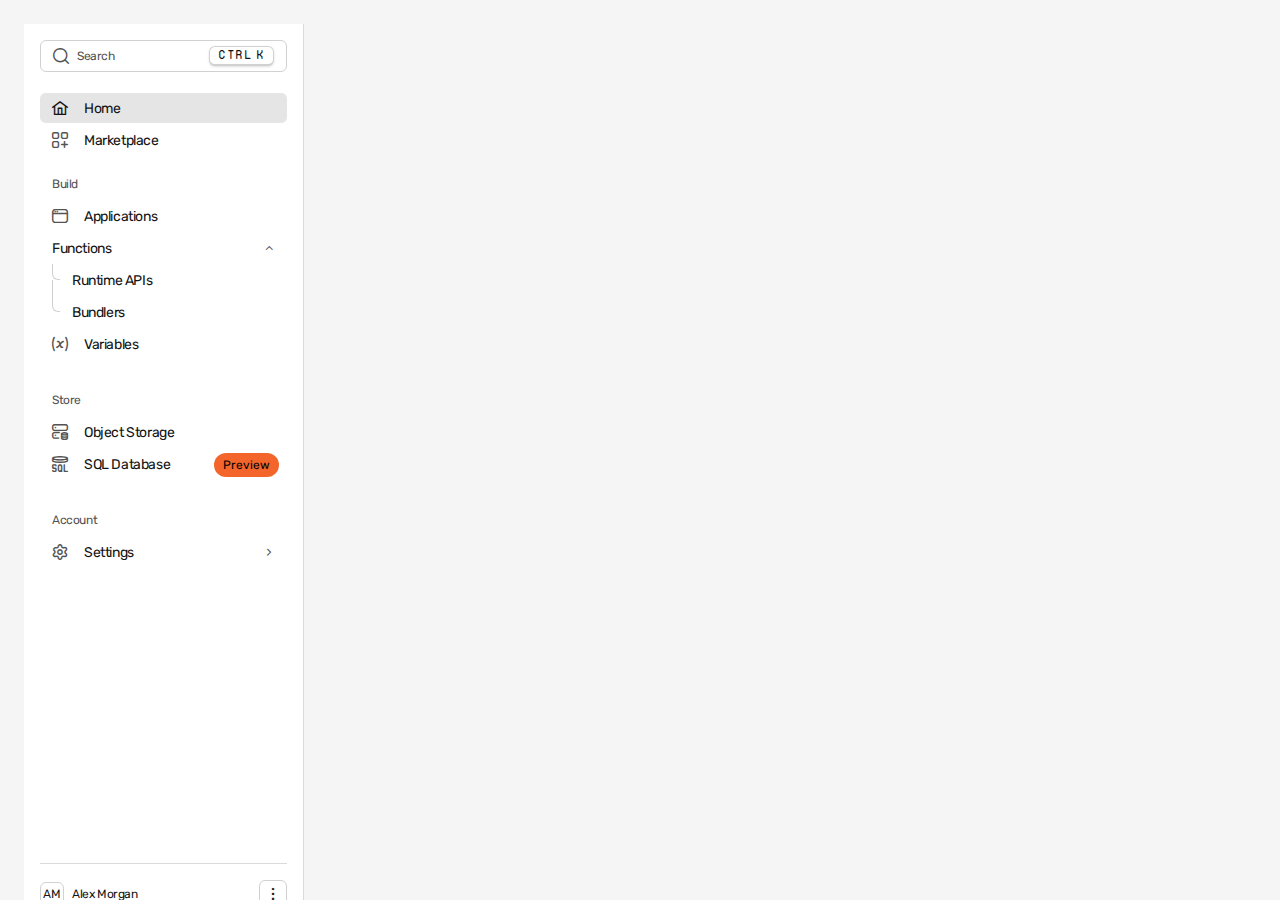 Search CTRL K
Home
Marketplace
Build
Applications
Functions
Runtime APIs
Bundlers
(x) Variables
Store
Object Storage
SQL SQL Database Preview
Account
Settings
AM Alex Morgan